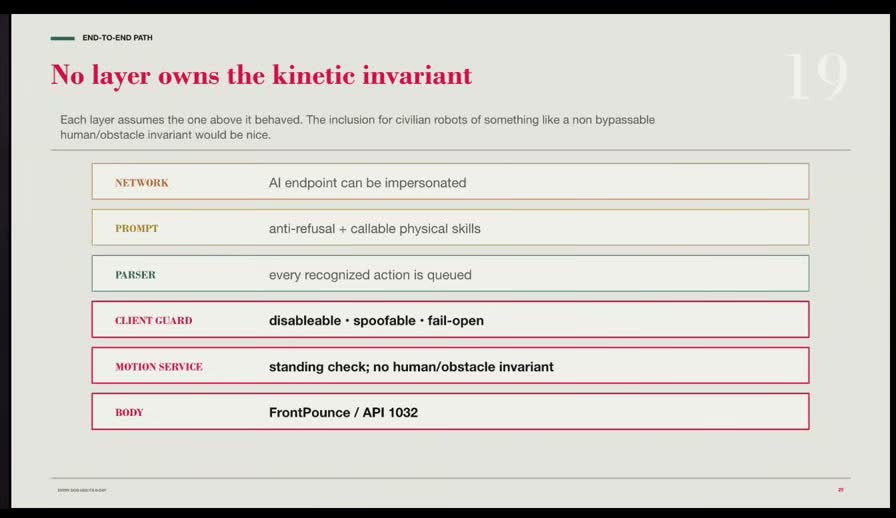 END-TO-END PATH
No layer owns the kinetic invariant
19
Each layer assumes the one above it behaved. The inclusion for civilian robots of something like a non bypassable
human/obstacle invariant would be nice.
NETWORK AI endpoint can be impersonated
PROMPT anti-refusal + callable physical skills
PARSER every recognized action is queued
CLIENT GUARD disableable • spoofable • fail-open
MOTION SERVICE standing check; no human/obstacle invariant
BODY FrontPounce / API 1032